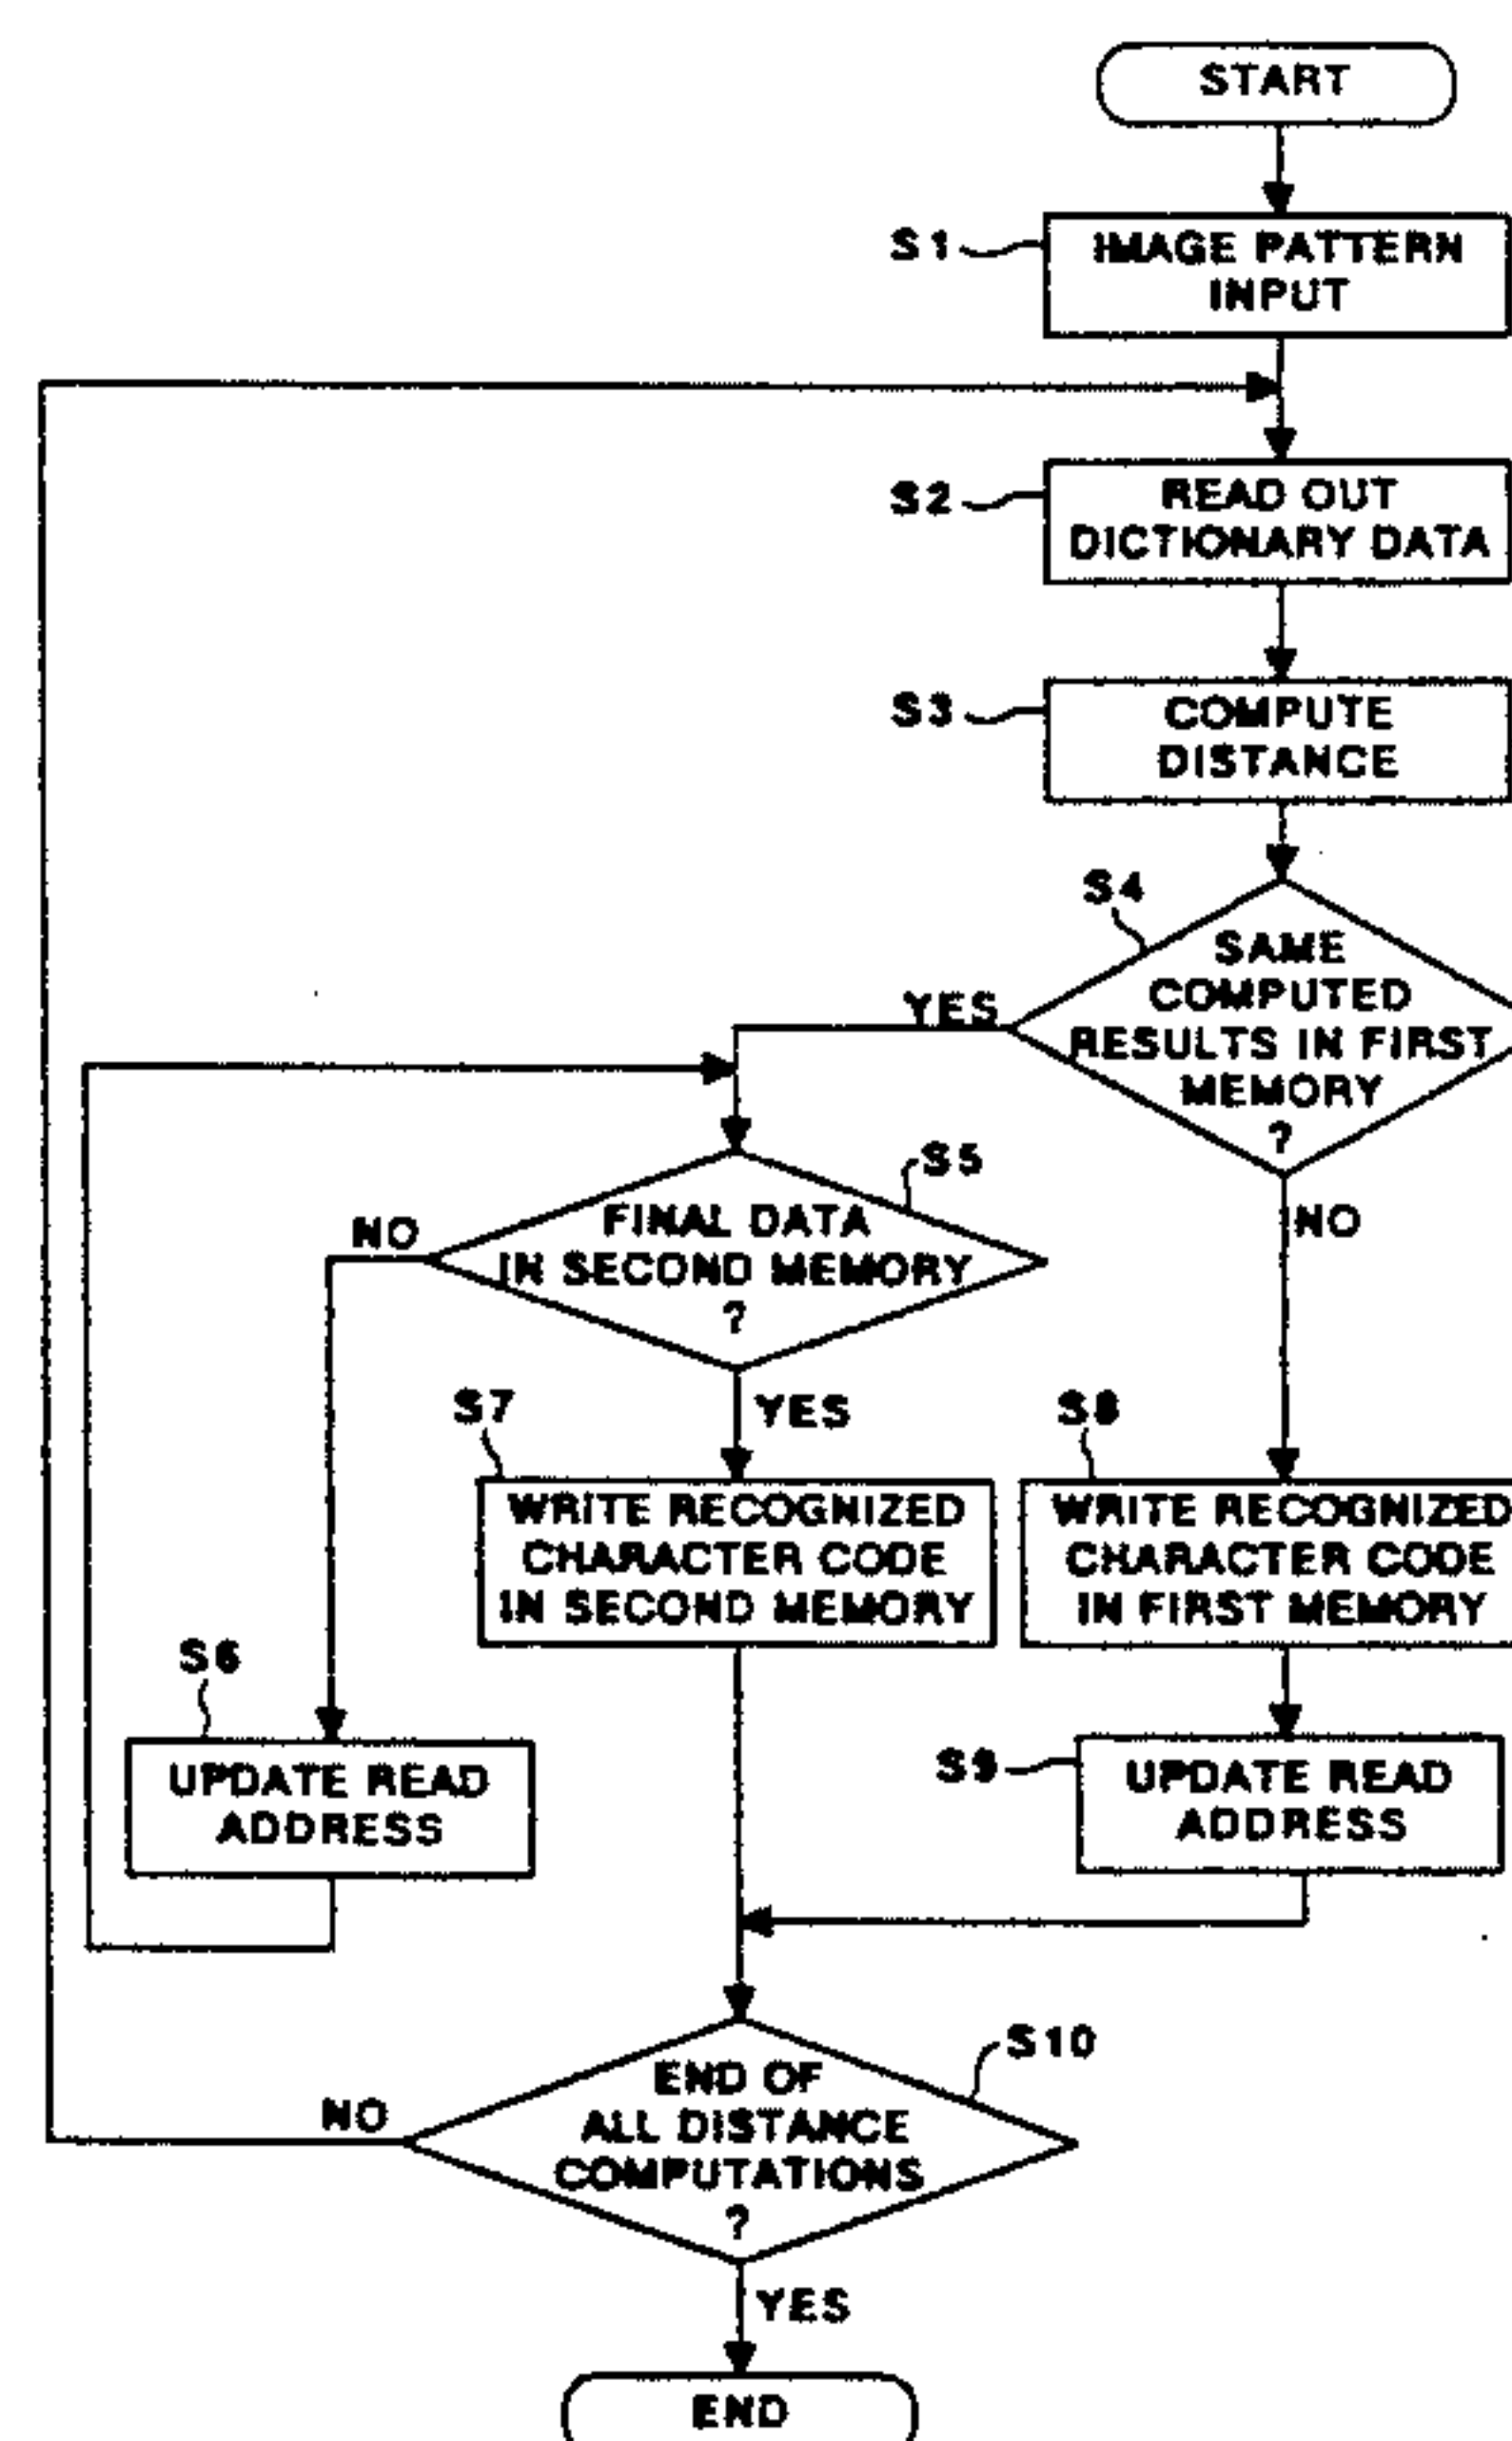 START
S1
IMAGE PATTERN
INPUT
S2
READ OUT
DICTIONARY DATA
S3
COMPUTE
DISTANCE
S4
SAME
COMPUTED
RESULTS IN FIRST
MEMORY
?
YES
NO
S5
FINAL DATA
IN SECOND MEMORY
?
NO
YES
S7
WRITE RECOGNIZED
CHARACTER CODE
IN SECOND MEMORY
S8
WRITE RECOGNIZED
CHARACTER CODE
IN FIRST MEMORY
S6
UPDATE READ
ADDRESS
S9
UPDATE READ
ADDRESS
S10
END OF
ALL DISTANCE
COMPUTATIONS
?
NO
YES
END